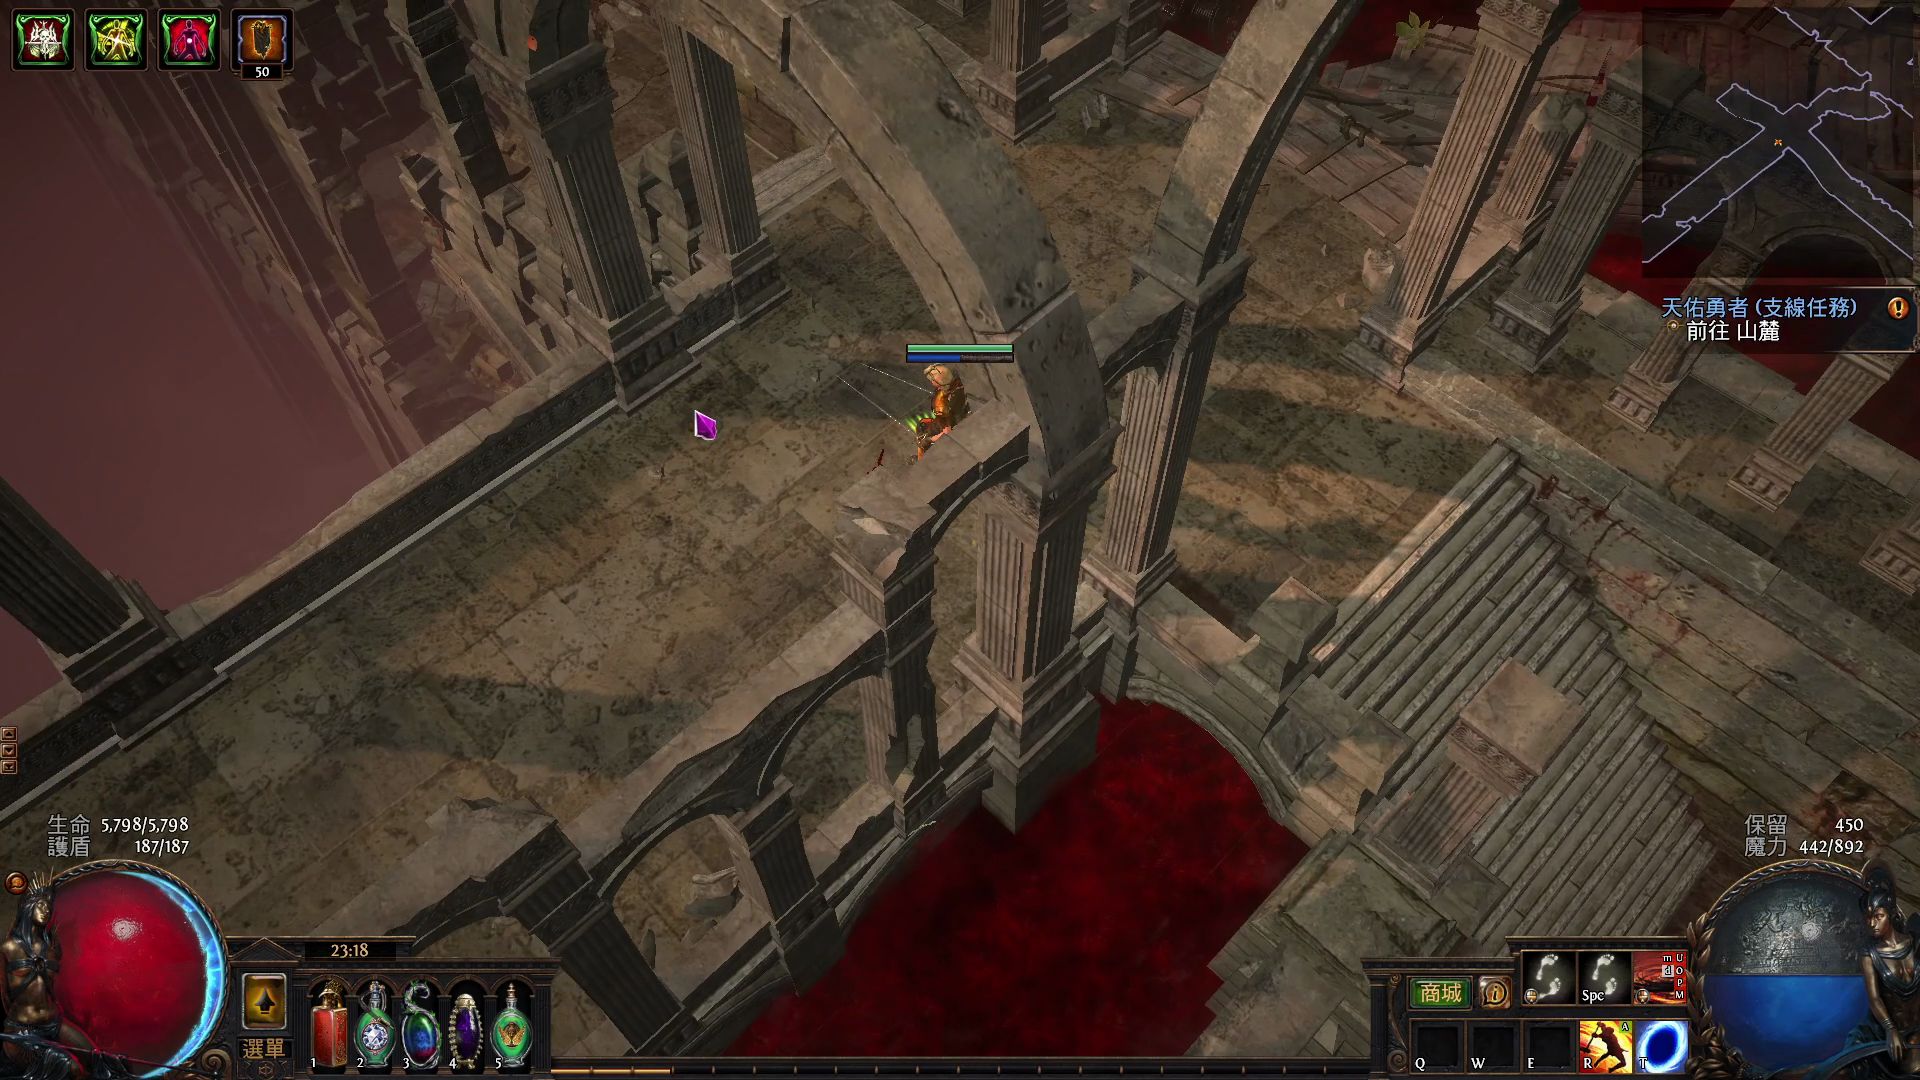 50
天佑勇者 (支線任務)
前往 山麓
生命 5,798/5,798
護盾 187/187
保留 450
魔力 442/892
23:18
選單
1
2
3
4
5
商城
Spc
m U
d O
P
M
Q
W
E
R
A
T